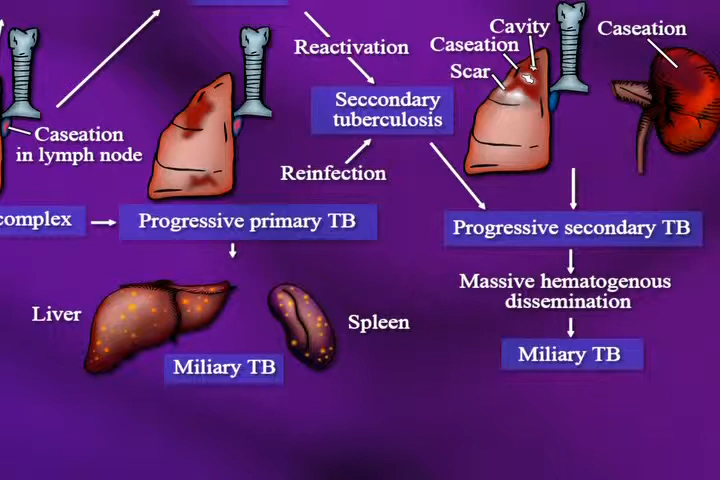 Cavity
Caseation
Caseation
Reactivation
Scar
Seccondary
tuberculosis
Caseation
in lymph node
Reinfection
complex
Progressive primary TB
Progressive secondary TB
Massive hematogenous
dissemination
Liver
Spleen
Miliary TB
Miliary TB